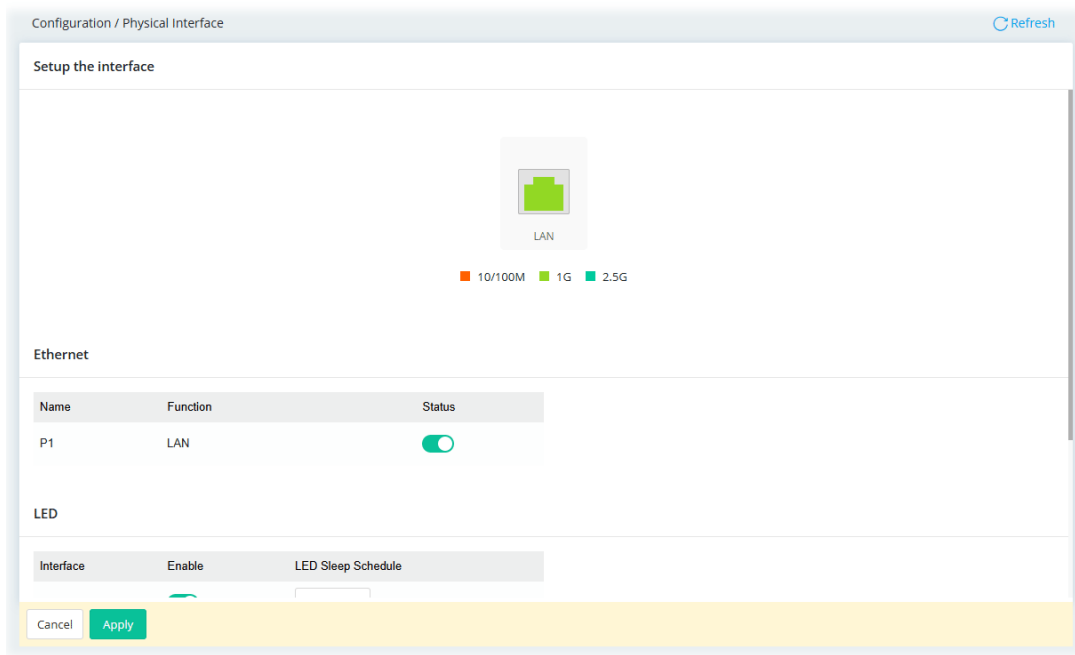 Configuration / Physical Interface
Refresh
Setup the interface
LAN
10/100M 1G 2.5G
Ethernet
Name Function Status
P1 LAN
LED
Interface Enable LED Sleep Schedule
Cancel Apply